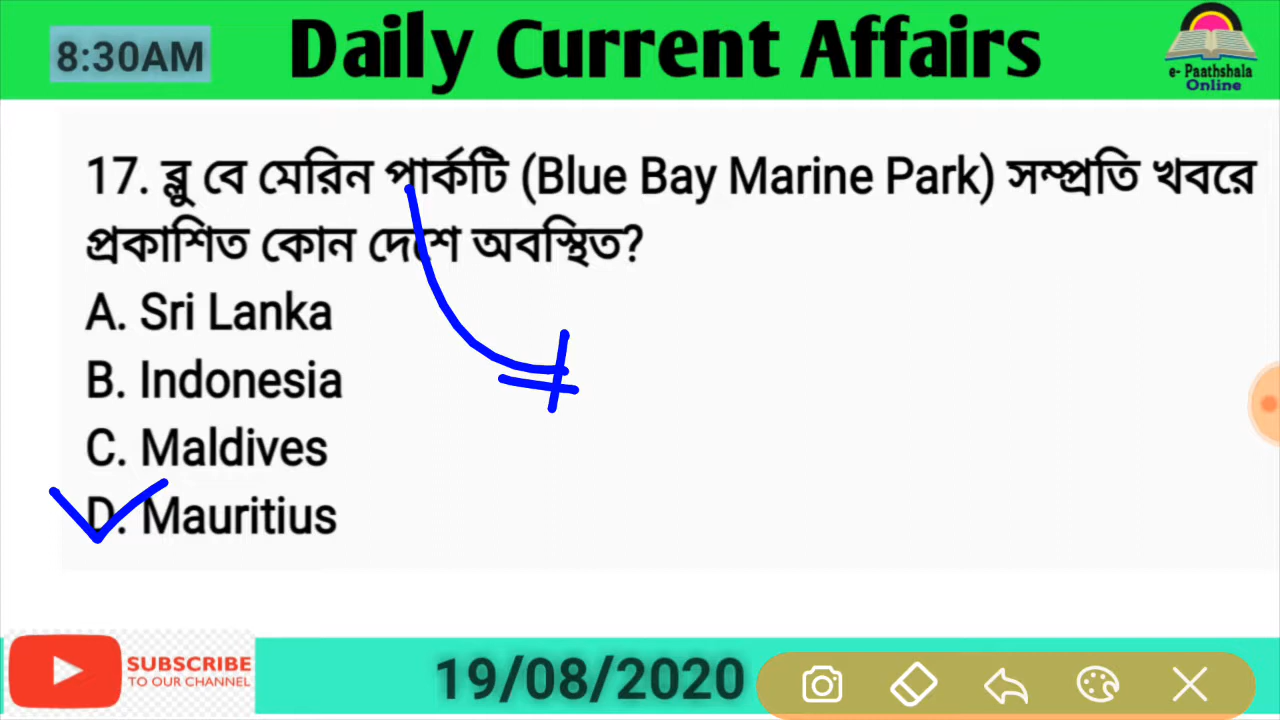 8:30AM
Daily Current Affairs
e- Paathshala
Online
17. ব্লু বে মেরিন পার্কটি (Blue Bay Marine Park) সম্প্রতি খবরে
প্রকাশিত কোন দেশে অবস্থিত?
A. Sri Lanka
B. Indonesia
C. Maldives
D. Mauritius
SUBSCRIBE
TO OUR CHANNEL
19/08/2020